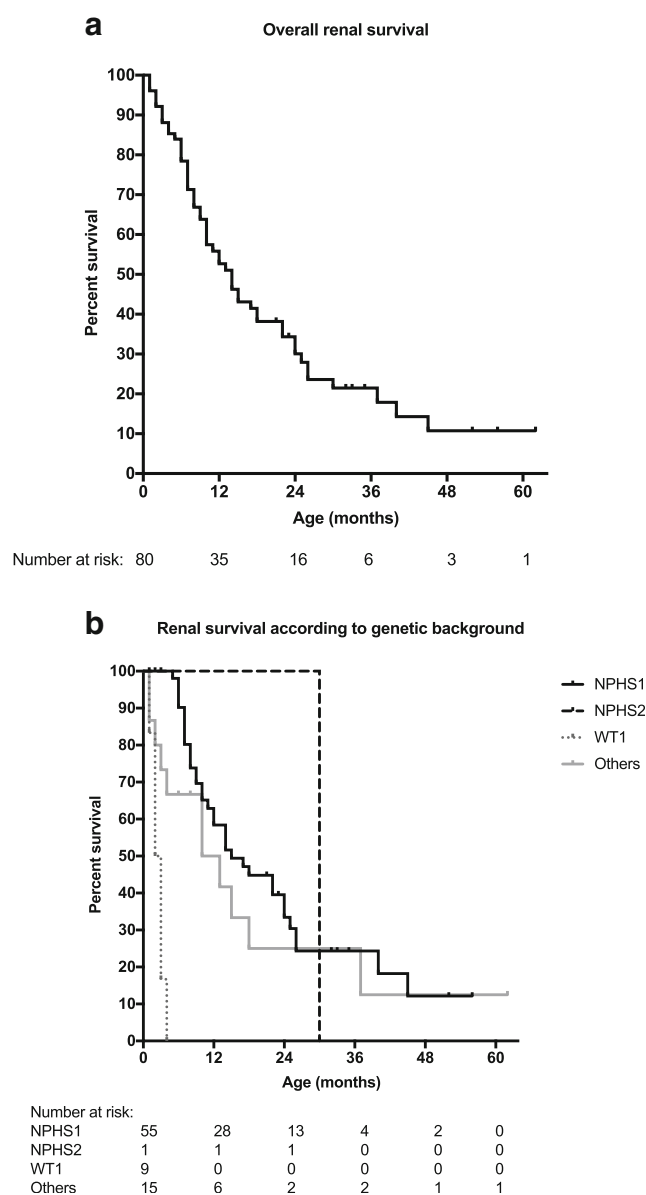 a
Overall renal survival
100
90
80
70
60
50
40
30
20
10
0
Percent survival
0 12 24 36 48 60
Age (months)
Number at risk: 80 35 16 6 3 1
b
Renal survival according to genetic background
100
90
80
70
60
50
40
30
20
10
0
Percent survival
NPHS1
NPHS2
WT1
Others
0 12 24 36 48 60
Age (months)
Number at risk:
NPHS1 55 28 13 4 2 0
NPHS2 1 1 1 0 0 0
WT1 9 0 0 0 0 0
Others 15 6 2 2 1 1